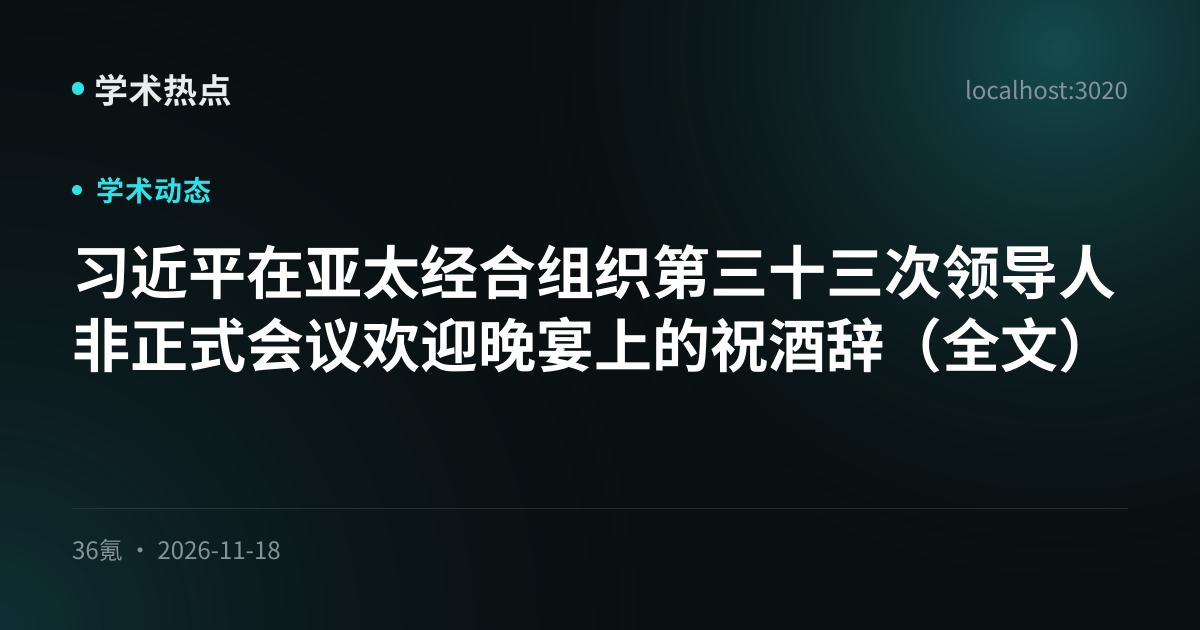 学术热点
localhost:3020
学术动态
习近平在亚太经合组织第三十三次领导人
非正式会议欢迎晚宴上的祝酒辞（全文）
36氪 · 2026-11-18